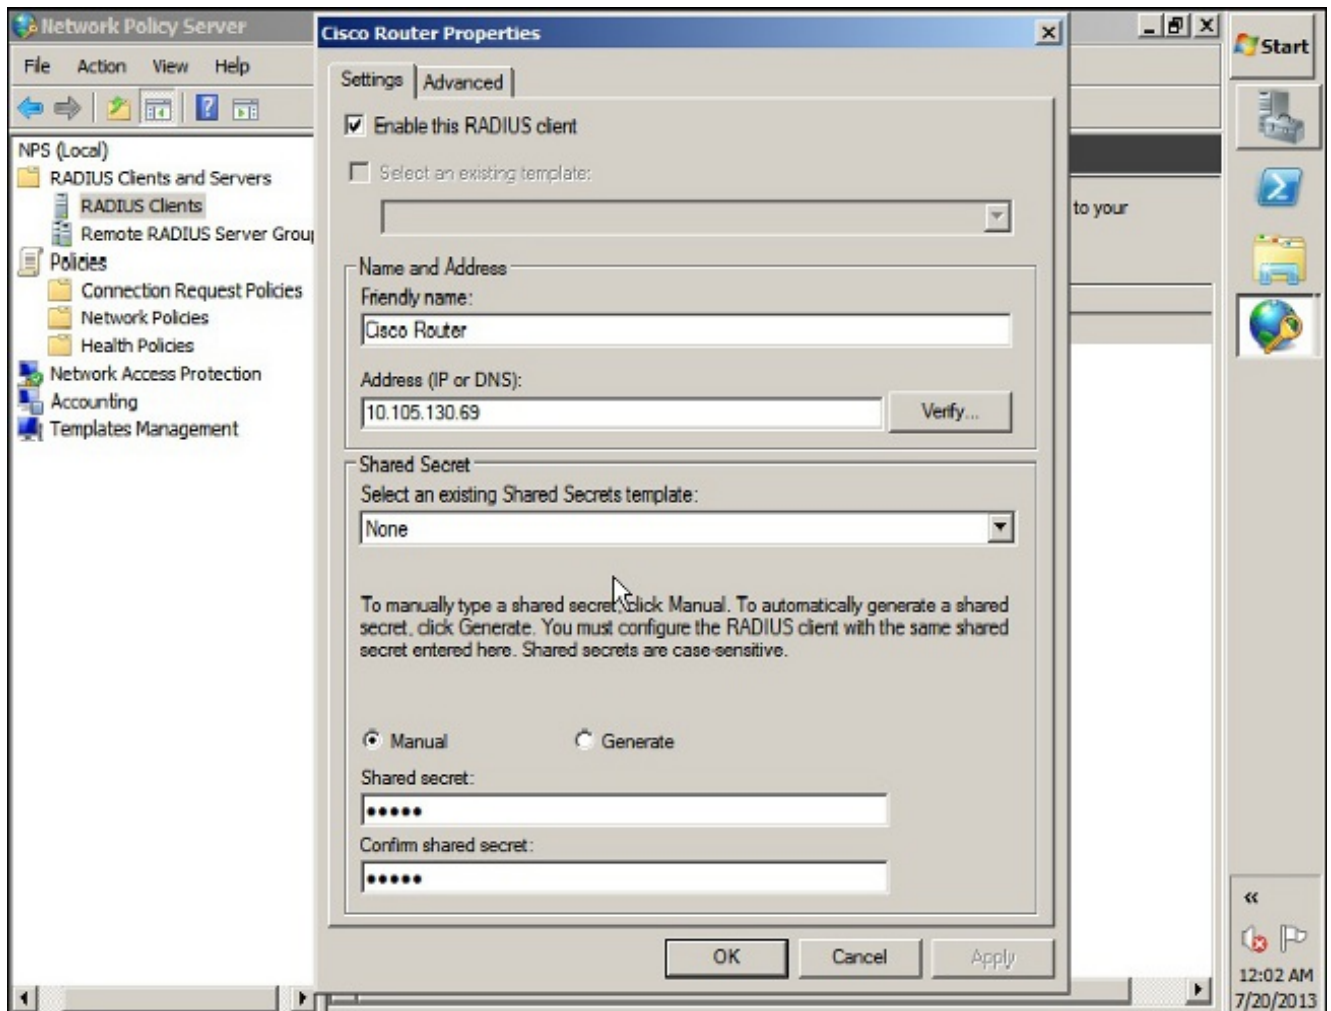 Network Policy Server
File Action View Help
NPS (Local)
RADIUS Clients and Servers
RADIUS Clients
Remote RADIUS Server Grou
Policies
Connection Request Policies
Network Policies
Health Policies
Network Access Protection
Accounting
Templates Management
Cisco Router Properties
Settings Advanced
Enable this RADIUS client
Select an existing template:
Name and Address
Friendly name:
Cisco Router
Address (IP or DNS):
10.105.130.69 Verify...
Shared Secret
Select an existing Shared Secrets template:
None
To manually type a shared secret, click Manual. To automatically generate a shared
secret, click Generate. You must configure the RADIUS client with the same shared
secret entered here. Shared secrets are case-sensitive.
Manual Generate
Shared secret:
•••••
Confirm shared secret:
•••••
OK Cancel Apply
to your
Start
12:02 AM
7/20/2013